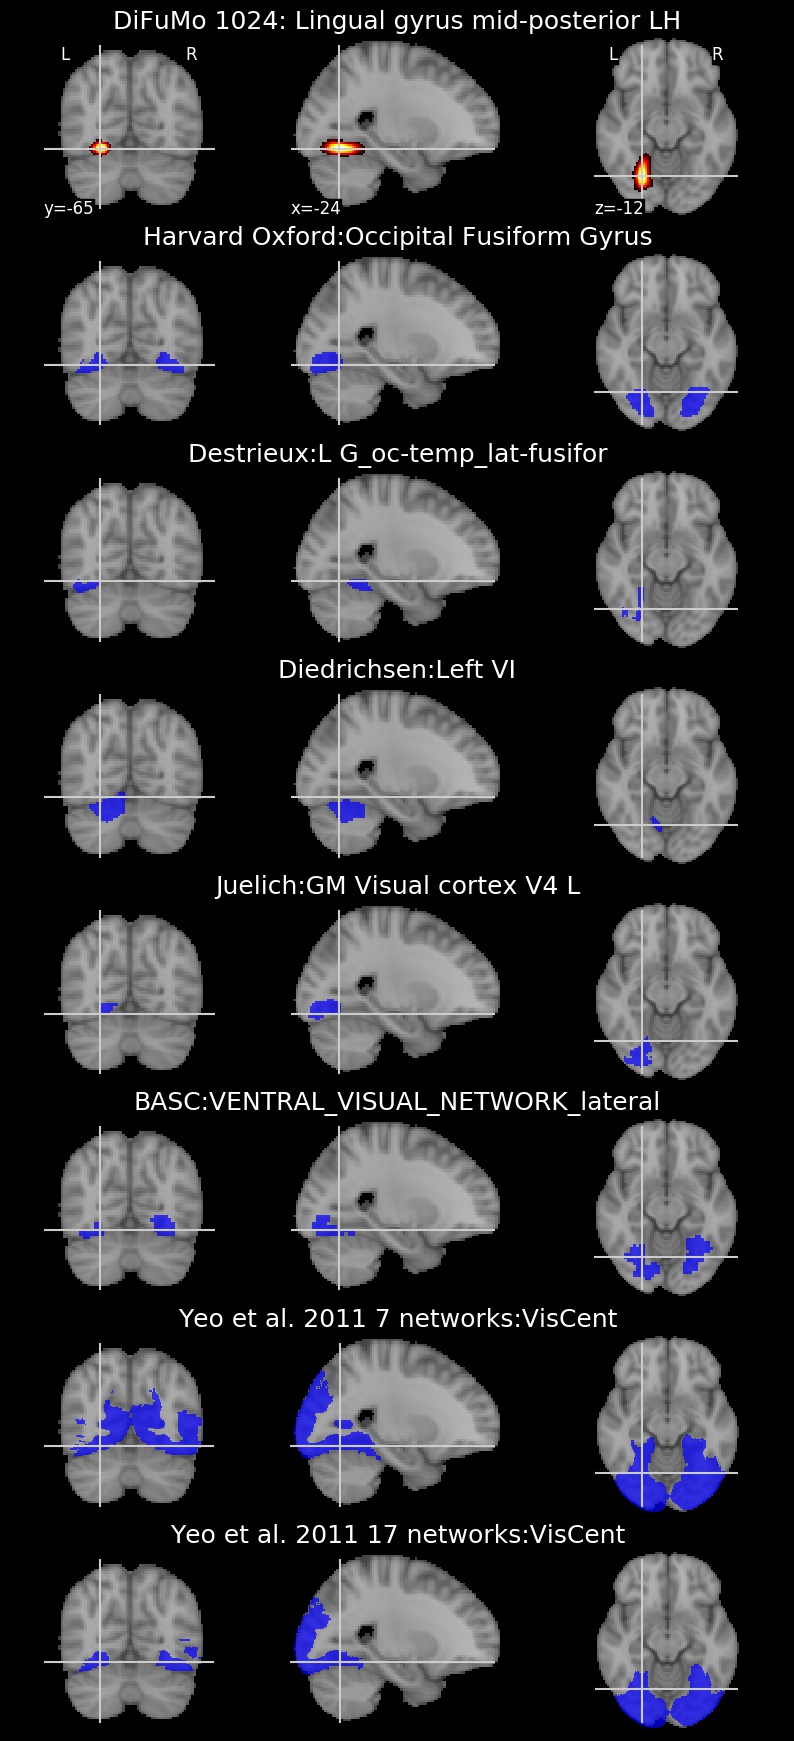 DiFuMo 1024: Lingual gyrus mid-posterior LH
L R L R
y=-65 x=-24 z=-12
Harvard Oxford:Occipital Fusiform Gyrus
Destrieux:L G_oc-temp_lat-fusifor
Diedrichsen:Left VI
Juelich:GM Visual cortex V4 L
BASC:VENTRAL_VISUAL_NETWORK_lateral
Yeo et al. 2011 7 networks:VisCent
Yeo et al. 2011 17 networks:VisCent